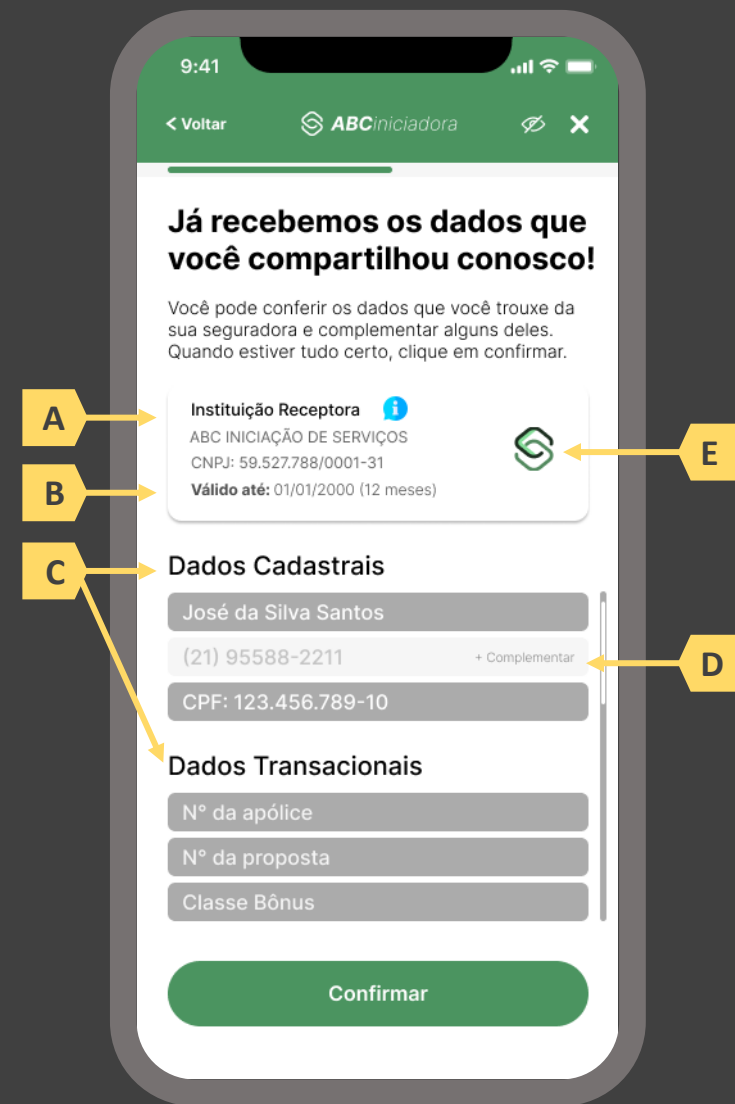 9:41
< Voltar
ABCiniciadora
Já recebemos os dados que
você compartilhou conosco!
Você pode conferir os dados que você trouxe da
sua seguradora e complementar alguns deles.
Quando estiver tudo certo, clique em confirmar.
A
Instituição Receptora
i
ABC INICIAÇÃO DE SERVIÇOS
E
CNPJ: 59.527.788/0001-31
B
Válido até: 01/01/2000 (12 meses)
C
Dados Cadastrais
José da Silva Santos
(21) 95588-2211
+ Complementar
D
CPF: 123.456.789-10
Dados Transacionais
N° da apólice
N° da proposta
Classe Bônus
Confirmar